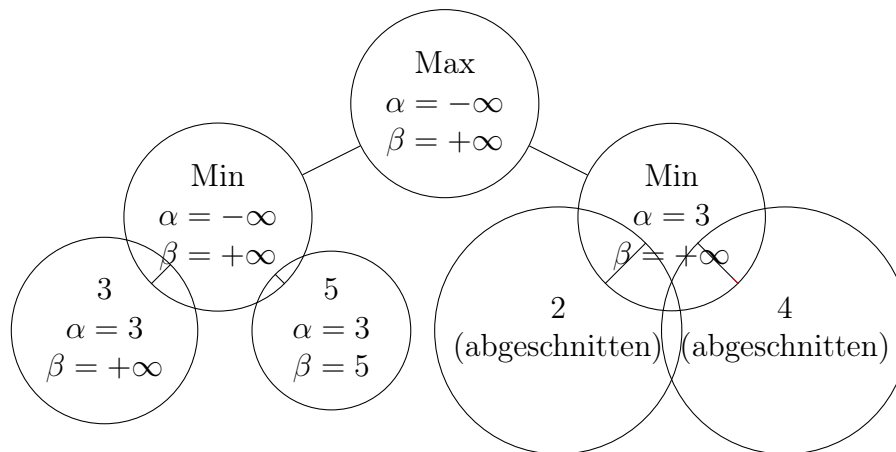 Max
α = −∞
β = +∞
Min
α = −∞
β = +∞
Min
α = 3
β = +∞
3
α = 3
β = +∞
5
α = 3
β = 5
2
(abgeschnitten)
4
(abgeschnitten)